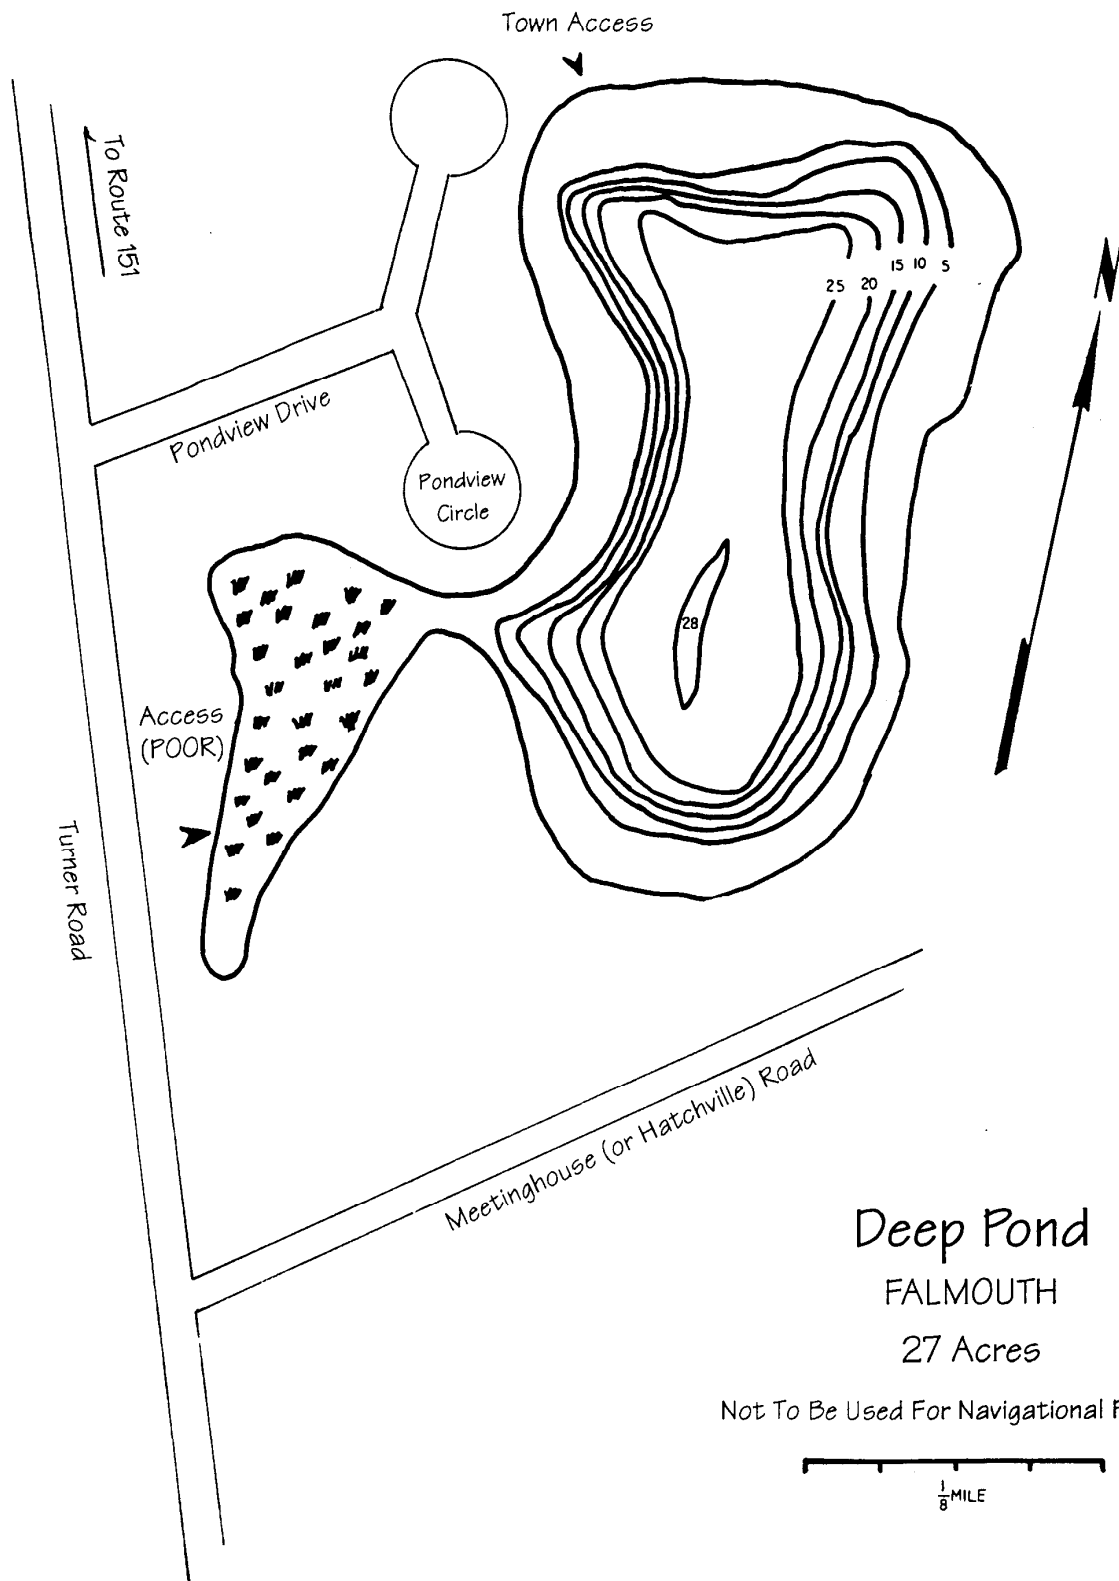 Town Access
To Route 151
15 10 5
25 20
N
Pondview Drive
Pondview
Circle
28
Access
(POOR)
Turner Road
Meetinghouse (or Hatchville) Road
Deep Pond
FALMOUTH
27 Acres
Not To Be Used For Navigational
1/8 MILE